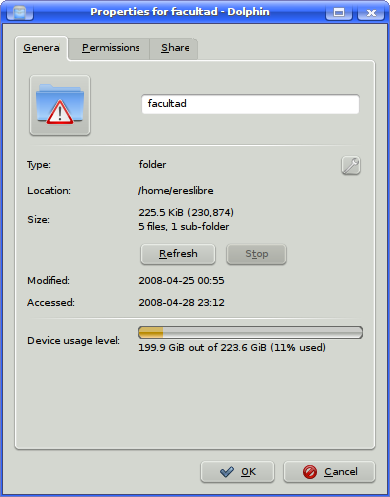 Properties for facultad - Dolphin
Genera
Permissions
Share
facultad
Type: folder
Location: /home/ereslibre
Size: 225.5 KiB (230,874)
5 files, 1 sub-folder
Refresh
Stop
Modified: 2008-04-25 00:55
Accessed: 2008-04-28 23:12
Device usage level:
199.9 GiB out of 223.6 GiB (11% used)
OK
Cancel